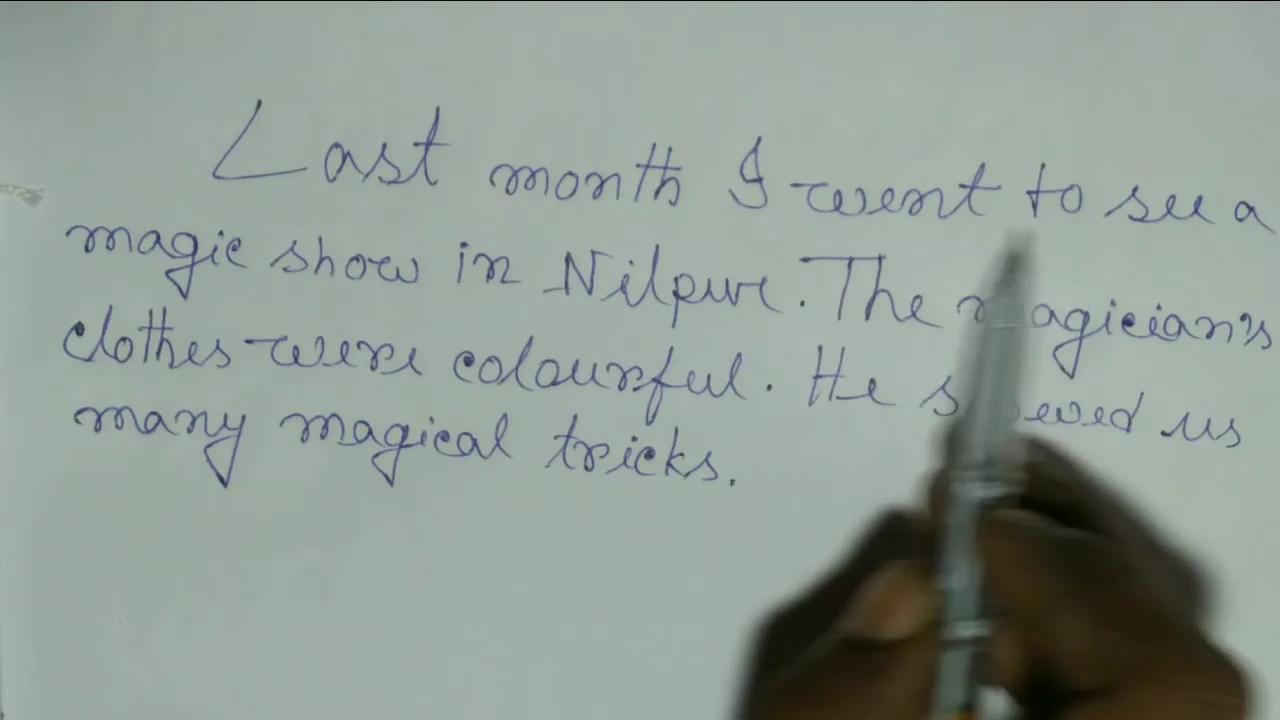 Last month I went to see a
magic show in Nilpur. The magician's
clothes were colourful. He showed us
many magical tricks.